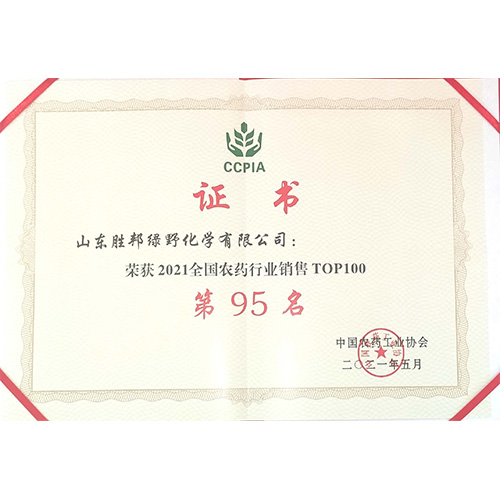 CCPIA
证书
山东胜邦绿野化学有限公司：
荣获2021全国农药行业销售TOP100
第95名
中国农药工业协会
二〇二一年五月